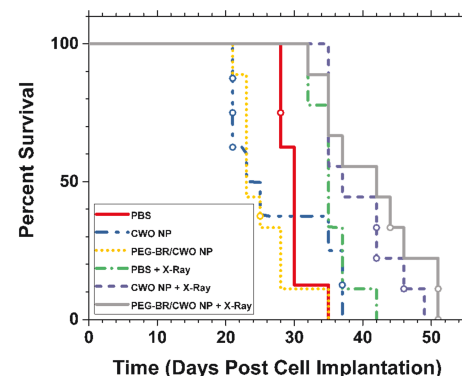 Percent Survival
100
50
0
PBS
CWO NP
PEG-BR/CWO NP
PBS + X-Ray
CWO NP + X-Ray
PEG-BR/CWO NP + X-Ray
0 10 20 30 40 50
Time (Days Post Cell Implantation)